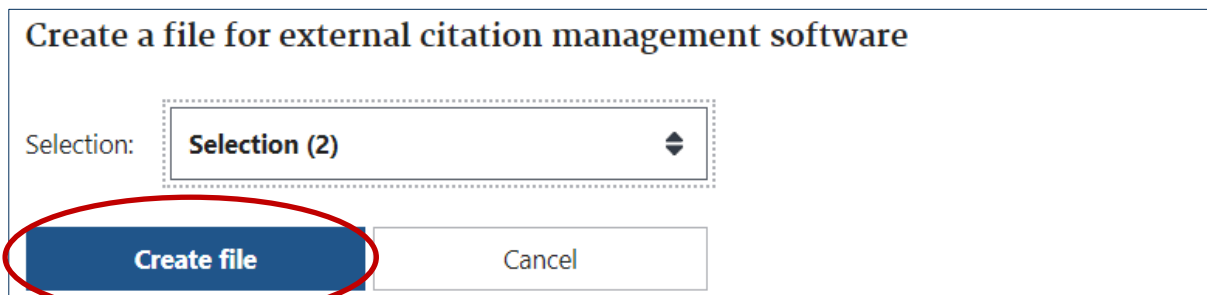 Create a file for external citation management software
Selection: Selection (2)
Create file Cancel